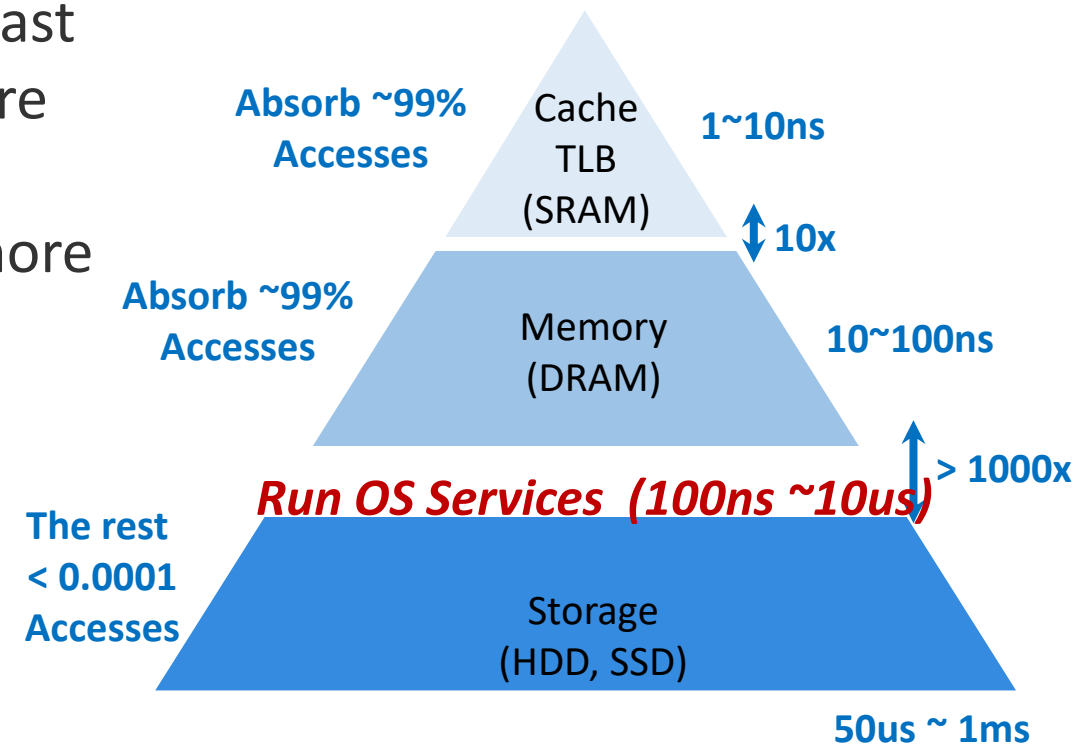 ast
re
nore
Absorb ~99%
Accesses
Cache
TLB
(SRAM)
1~10ns
10x
Absorb ~99%
Accesses
Memory
(DRAM)
10~100ns
> 1000x
Run OS Services (100ns ~10us)
The rest
< 0.0001
Accesses
Storage
(HDD, SSD)
50us ~ 1ms